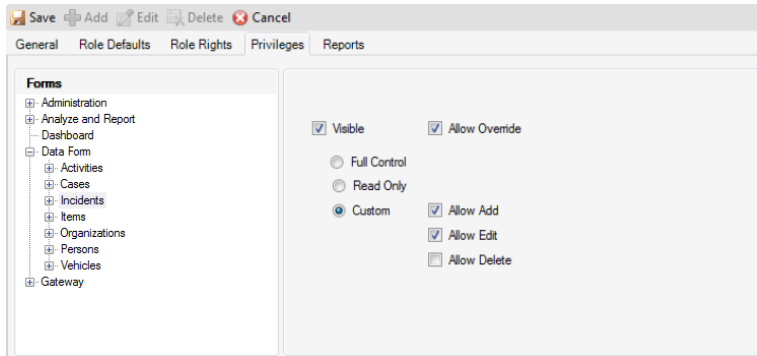 Save Add Edit Delete Cancel
General Role Defaults Role Rights Privileges Reports
Forms
Administration
Analyze and Report
Dashboard
Data Form
Activities
Cases
Incidents
Items
Organizations
Persons
Vehicles
Gateway
Visible Allow Override
Full Control
Read Only
Custom Allow Add
Allow Edit
Allow Delete